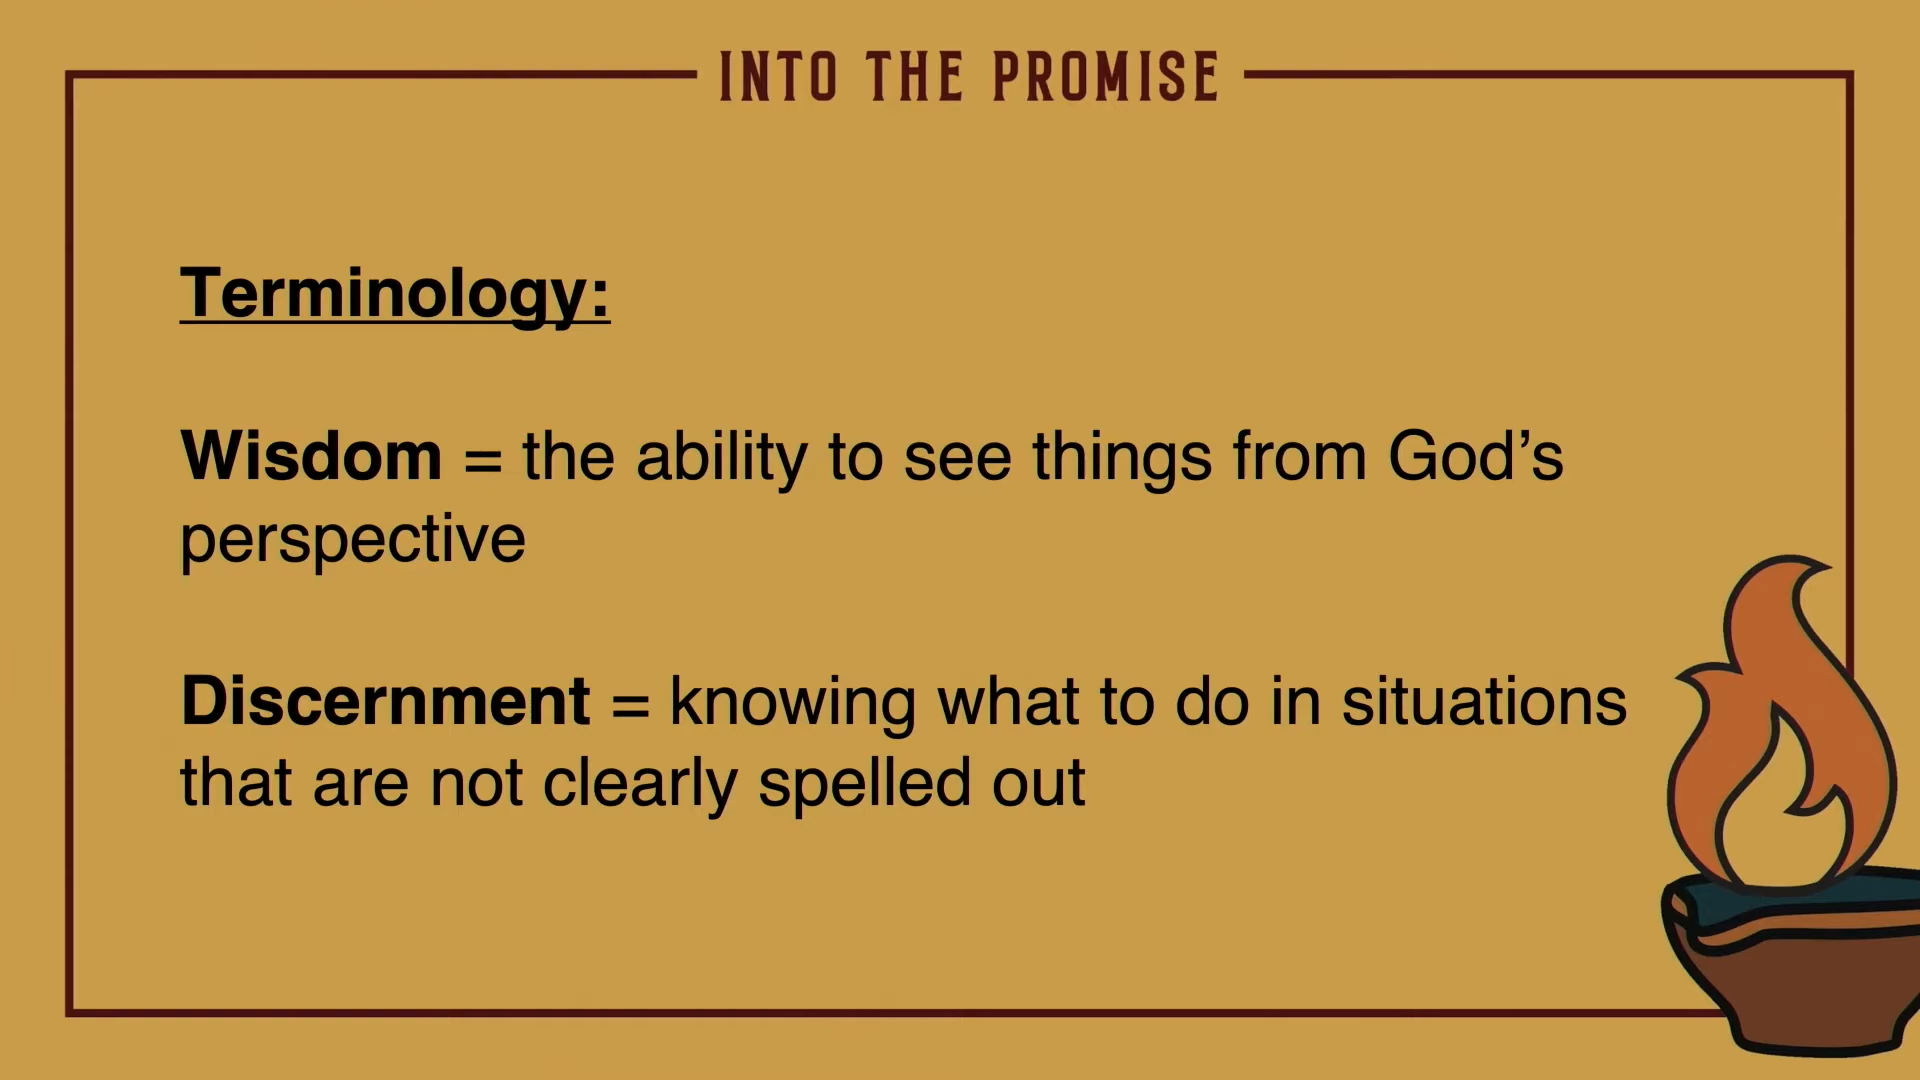 INTO THE PROMISE
Terminology:
Wisdom = the ability to see things from God’s
perspective
Discernment = knowing what to do in situations
that are not clearly spelled out